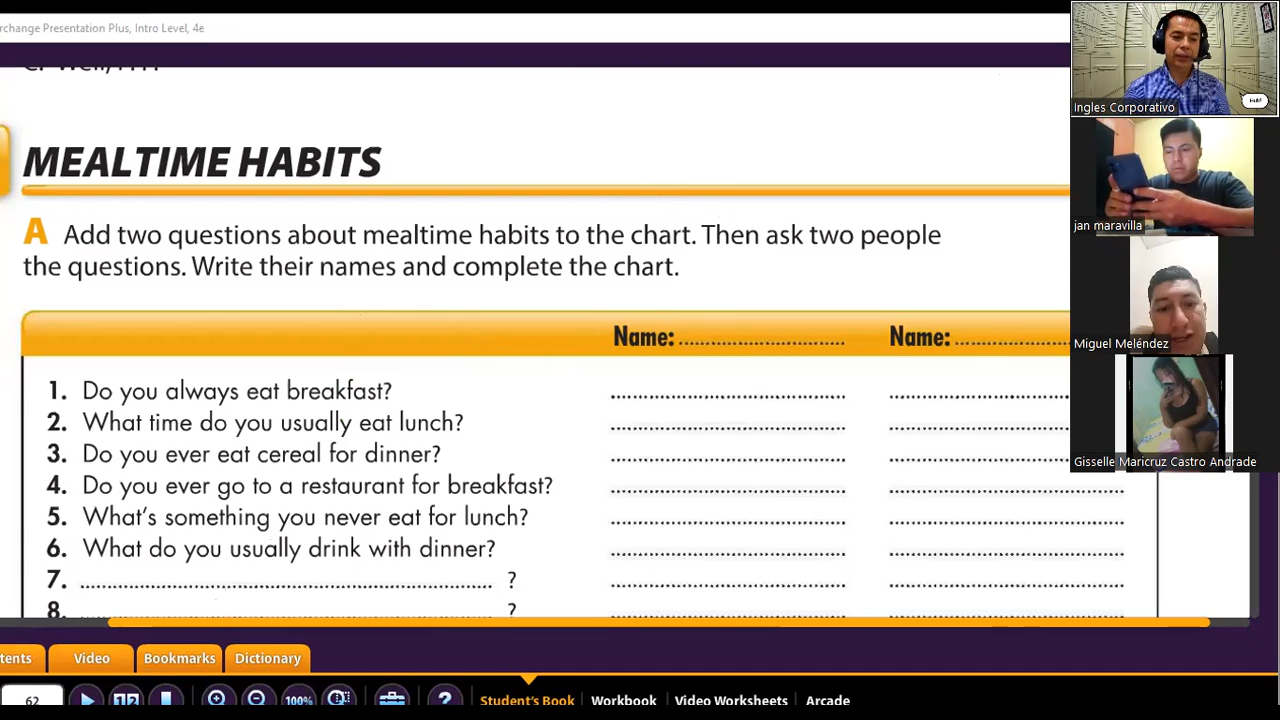 rchange Presentation Plus, Intro Level, 4e
MEALTIME HABITS
A Add two questions about mealtime habits to the chart. Then ask two people
the questions. Write their names and complete the chart.
Name: Name:
1. Do you always eat breakfast?
2. What time do you usually eat lunch?
3. Do you ever eat cereal for dinner?
4. Do you ever go to a restaurant for breakfast?
5. What's something you never eat for lunch?
6. What do you usually drink with dinner?
7. ?
8. ?
tents Video Bookmarks Dictionary
62 100% ? Student's Book Workbook Video Worksheets Arcade
Ingles Corporativo
jan maravilla
Miguel Meléndez
Gisselle Maricruz Castro Andrade